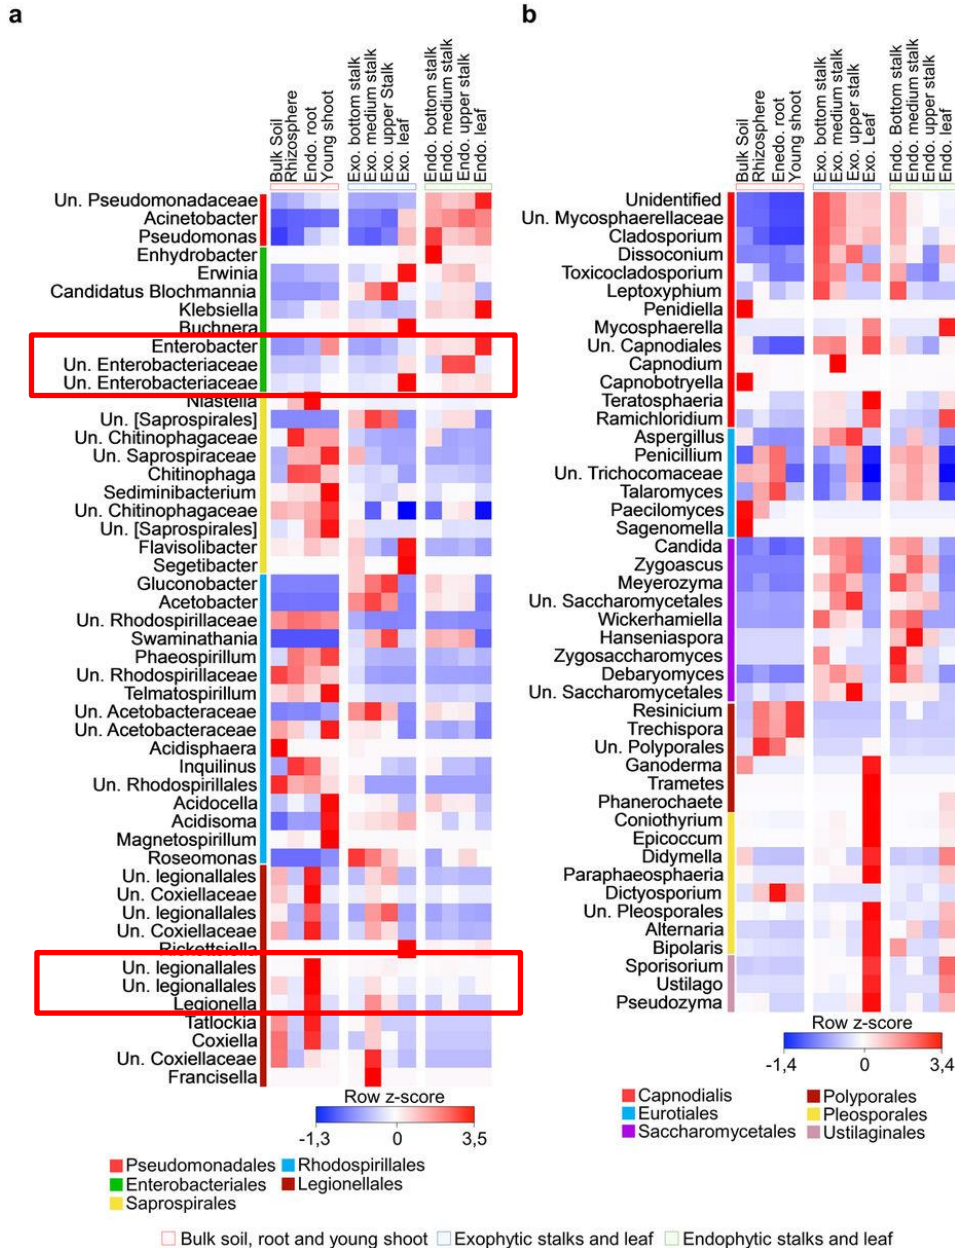 a
Bulk Soil
Rhizosphere
Endo. root
Young shoot
Exo. bottom stalk
Exo. medium stalk
Exo. upper Stalk
Exo. leaf
Endo. bottom stalk
Endo. medium stalk
Endo. upper stalk
Endo. leaf
Un. Pseudomonadaceae
Acinetobacter
Pseudomonas
Enhydrobacter
Erwinia
Candidatus Blochmannia
Klebsiella
Buchnera
Enterobacter
Un. Enterobacteriaceae
Un. Enterobacteriaceae
Niastella
Un. [Saprospirales]
Un. Chitinophagaceae
Un. Saprospiraceae
Chitinophaga
Sediminibacterium
Un. Chitinophagaceae
Un. [Saprospirales]
Flavisolibacter
Segetibacter
Gluconobacter
Acetobacter
Un. Rhodospirillaceae
Swaminathania
Phaeospirillum
Un. Rhodospirillaceae
Telmatospirillum
Un. Acetobacteraceae
Un. Acetobacteraceae
Acidisphaera
Inquilinus
Un. Rhodospirillales
Acidocella
Acidisoma
Magnetospirillum
Roseomonas
Un. legionallales
Un. Coxiellaceae
Un. legionallales
Un. Coxiellaceae
Rickettsiella
Un. legionallales
Un. legionallales
Legionella
Tatlockia
Coxiella
Un. Coxiellaceae
Francisella
Row z-score
-1,3 0 3,5
Pseudomonadales
Rhodospirillales
Enterobacteriales
Legionellales
Saprospirales
b
Bulk Soil
Rhizosphere
Enedo. root
Young shoot
Exo. bottom stalk
Exo. medium stalk
Exo. upper stalk
Exo. Leaf
Endo. Bottom stalk
Endo. medium stalk
Endo. upper stalk
Endo. leaf
Unidentified
Un. Mycosphaerellaceae
Cladosporium
Dissoconium
Toxicocladosporium
Leptoxyphium
Penidiella
Mycosphaerella
Un. Capnodiales
Capnodium
Capnobotryella
Teratosphaeria
Ramichloridium
Aspergillus
Penicillium
Un. Trichocomaceae
Talaromyces
Paecilomyces
Sagenomella
Candida
Zygoascus
Meyerozyma
Un. Saccharomycetales
Wickerhamiella
Hanseniaspora
Zygosaccharomyces
Debaryomyces
Un. Saccharomycetales
Resinicium
Trechispora
Un. Polyporales
Ganoderma
Trametes
Phanerochaete
Coniothyrium
Epicoccum
Didymella
Paraphaeosphaeria
Dictyosporium
Un. Pleosporales
Alternaria
Bipolaris
Sporisorium
Ustilago
Pseudozyma
Row z-score
-1,4 0 3,4
Capnodialis
Polyporales
Eurotiales
Pleosporales
Saccharomycetales
Ustilaginales
Bulk soil, root and young shoot
Exophytic stalks and leaf
Endophytic stalks and leaf